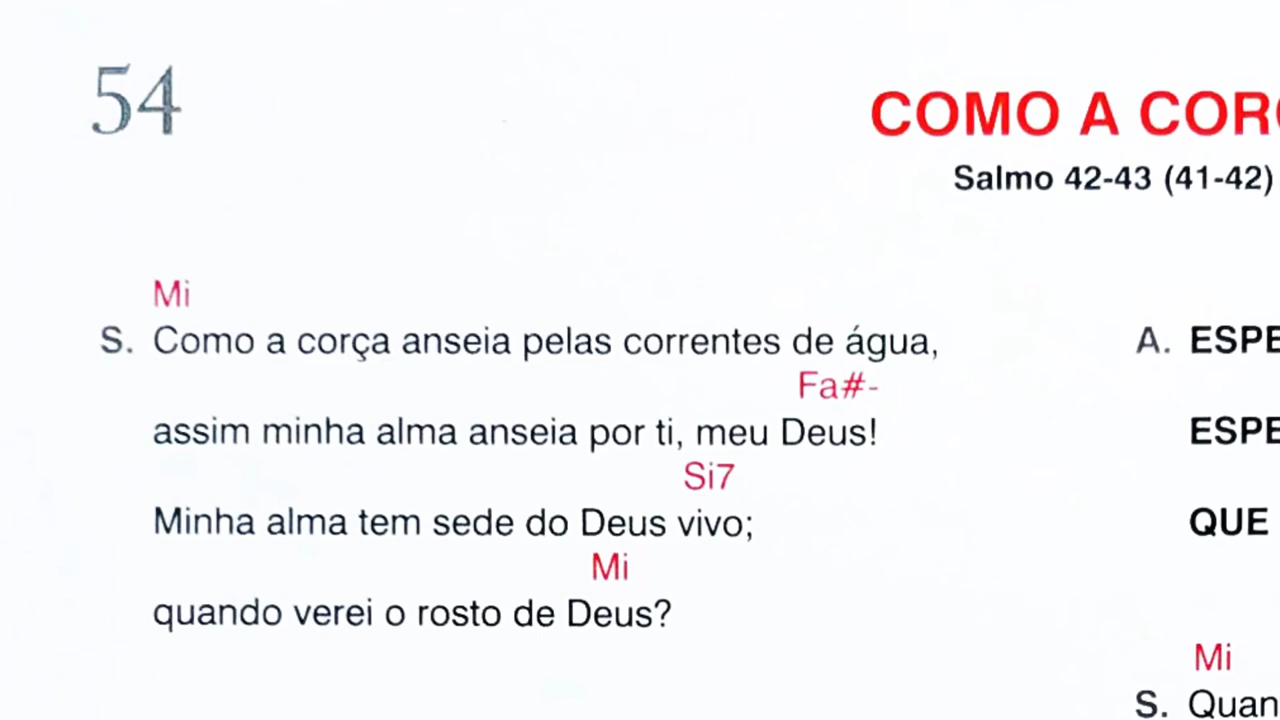 54
COMO A COR
Salmo 42-43 (41-42)
Mi
S. Como a corça anseia pelas correntes de água,
Fa#-
assim minha alma anseia por ti, meu Deus!
Si7
Minha alma tem sede do Deus vivo;
Mi
quando verei o rosto de Deus?
A. ESPE
ESPE
QUE
Mi
S. Quan